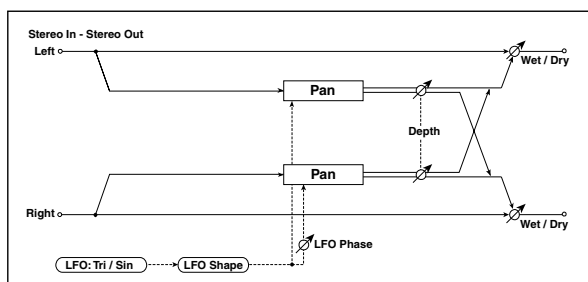 Stereo In - Stereo Out
Left
Wet / Dry
Pan
Depth
Pan
Right
Wet / Dry
LFO Phase
LFO: Tri / Sin
LFO Shape